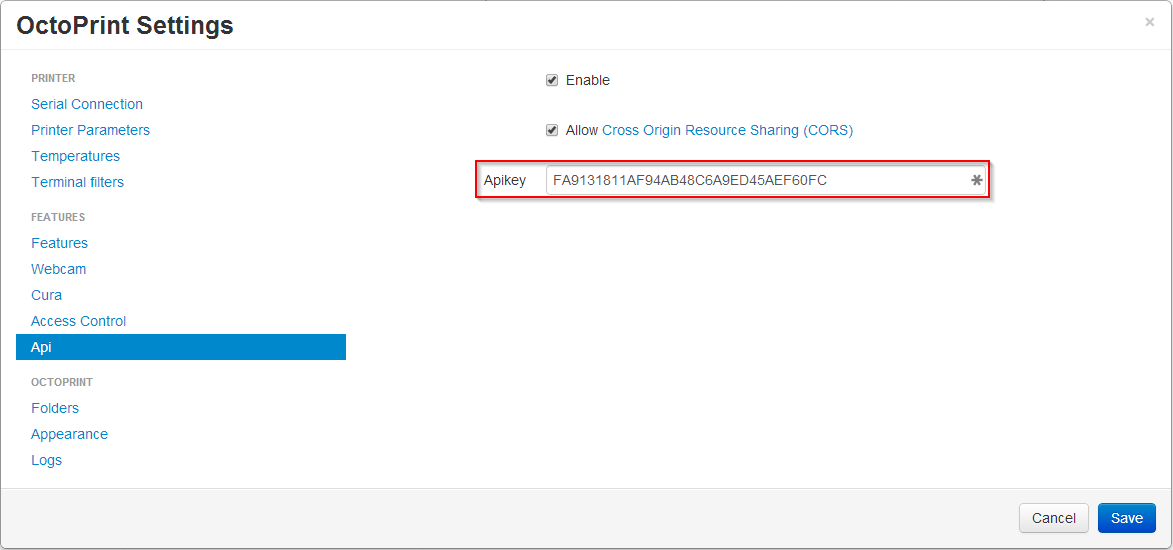 OctoPrint Settings
×
PRINTER
Serial Connection
Printer Parameters
Temperatures
Terminal filters
FEATURES
Features
Webcam
Cura
Access Control
Api
OCTOPRINT
Folders
Appearance
Logs
Enable
Allow Cross Origin Resource Sharing (CORS)
Apikey FA9131811AF94AB48C6A9ED45AEF60FC
Cancel Save